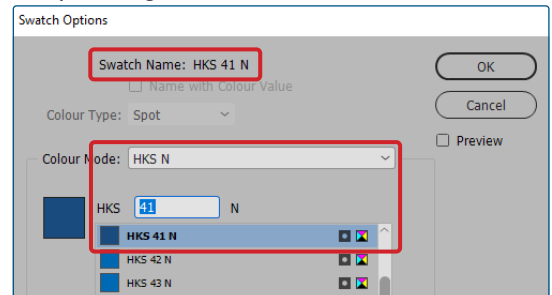 Swatch Options
Swatch Name: HKS 41 N
Name with Colour Value
Colour Type: Spot
Colour Mode: HKS N
HKS 41 N
HKS 41 N
HKS 42 N
HKS 43 N
OK
Cancel
Preview